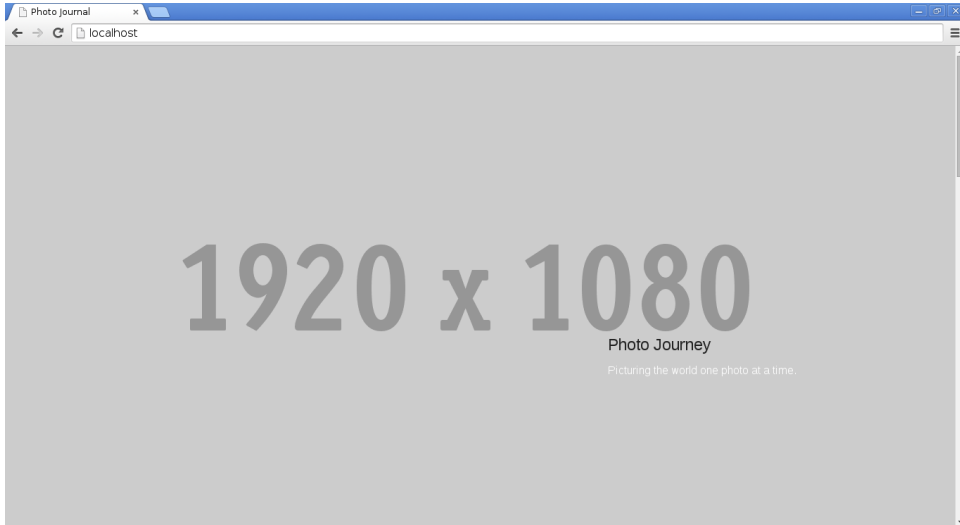 Photo Journal
localhost
1920 x 1080
Photo Journey
Picturing the world one photo at a time.